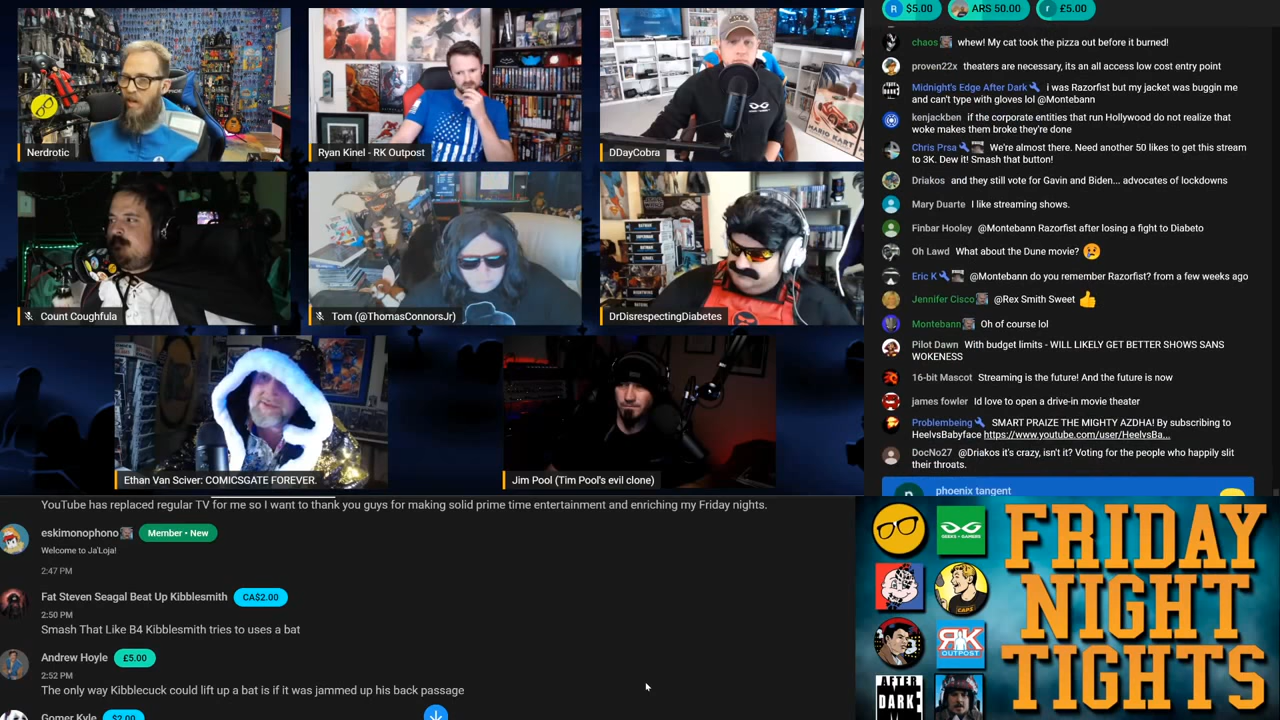 Nerdrotic
Ryan Kinel - RK Outpost
DDayCobra
MARIO KART
Count Coughfula
Tom (@ThomasConnorsJr)
DrDisrespectingDiabetes
Ethan Van Sciver: COMICSGATE FOREVER.
Jim Pool (Tim Pool's evil clone)
R $5.00
ARS 50.00
r £5.00
chaos whew! My cat took the pizza out before it burned!
proven22x theaters are necessary, its an all access low cost entry point
Midnight's Edge After Dark i was Razorfist but my jacket was buggin me
and can't type with gloves lol @Montebann
kenjackben if the corporate entities that run Hollywood do not realize that
woke makes them broke they're done
Chris Prsa We're almost there. Need another 50 likes to get this stream
to 3K. Dew it! Smash that button!
Driakos and they still vote for Gavin and Biden... advocates of lockdowns
Mary Duarte I like streaming shows.
Finbar Hooley @Montebann Razorfist after losing a fight to Diabeto
Oh Lawd What about the Dune movie? 😢
Eric K @Montebann do you remember Razorfist? from a few weeks ago
Jennifer Cisco @Rex Smith Sweet 👍
Montebann Oh of course lol
Pilot Dawn With budget limits - WILL LIKELY GET BETTER SHOWS SANS
WOKENESS
16-bit Mascot Streaming is the future! And the future is now
james fowler Id love to open a drive-in movie theater
Problembeing SMART PRAIZE THE MIGHTY AZDHA! By subscribing to
HeelvsBabyface https://www.youtube.com/user/HeelvsBa...
DocNo27 @Driakos it's crazy, isn't it? Voting for the people who happily slit
their throats.
phoenix tangent
YouTube has replaced regular TV for me so I want to thank you guys for making solid prime time entertainment and enriching my Friday nights.
eskimonophono Member • New
Welcome to Ja'Loja!
2:47 PM
Fat Steven Seagal Beat Up Kibblesmith CA$2.00
2:50 PM
Smash That Like B4 Kibblesmith tries to uses a bat
Andrew Hoyle £5.00
2:52 PM
The only way Kibblecuck could lift up a bat is if it was jammed up his back passage
Gomer Kyle $2.00
GEEKS + GAMERS
CAPS
RK
OUTPOST
AFTER
DARK
FRIDAY
NIGHT
TIGHTS